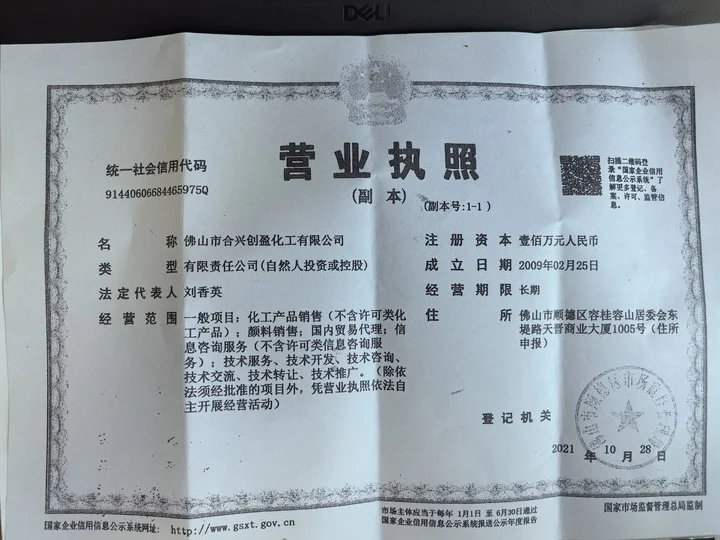 DELL
营业执照
(副 本)
(副本号:1-1)
统一社会信用代码
91440606684465975Q
扫描二维码登
录“国家企业信用
信息公示系统”了
解更多登记、备
案、许可、监管信
息。
名 称 佛山市合兴创盈化工有限公司
类 型 有限责任公司(自然人投资或控股)
法定代表人 刘香英
经营范围 一般项目:化工产品销售(不含许可类化
工产品);颜料销售;国内贸易代理;信
息咨询服务(不含许可类信息咨询服
务);技术服务、技术开发、技术咨询、
技术交流、技术转让、技术推广。(除依
法须经批准的项目外,凭营业执照依法自
主开展经营活动)
注册资本 壹佰万元人民币
成立日期 2009年02月25日
营业期限 长期
住 所 佛山市顺德区容桂容山居委会东
堤路天晋商业大厦1005号(住所
申报)
登记机关
2021 年 10 月 28 日
国家企业信用信息公示系统网址: http://www.gsxt.gov.cn
市场主体应当于每年 1月1日 至 6月30日通过
国家企业信用信息公示系统报送公示年度报告
国家市场监督管理总局监制